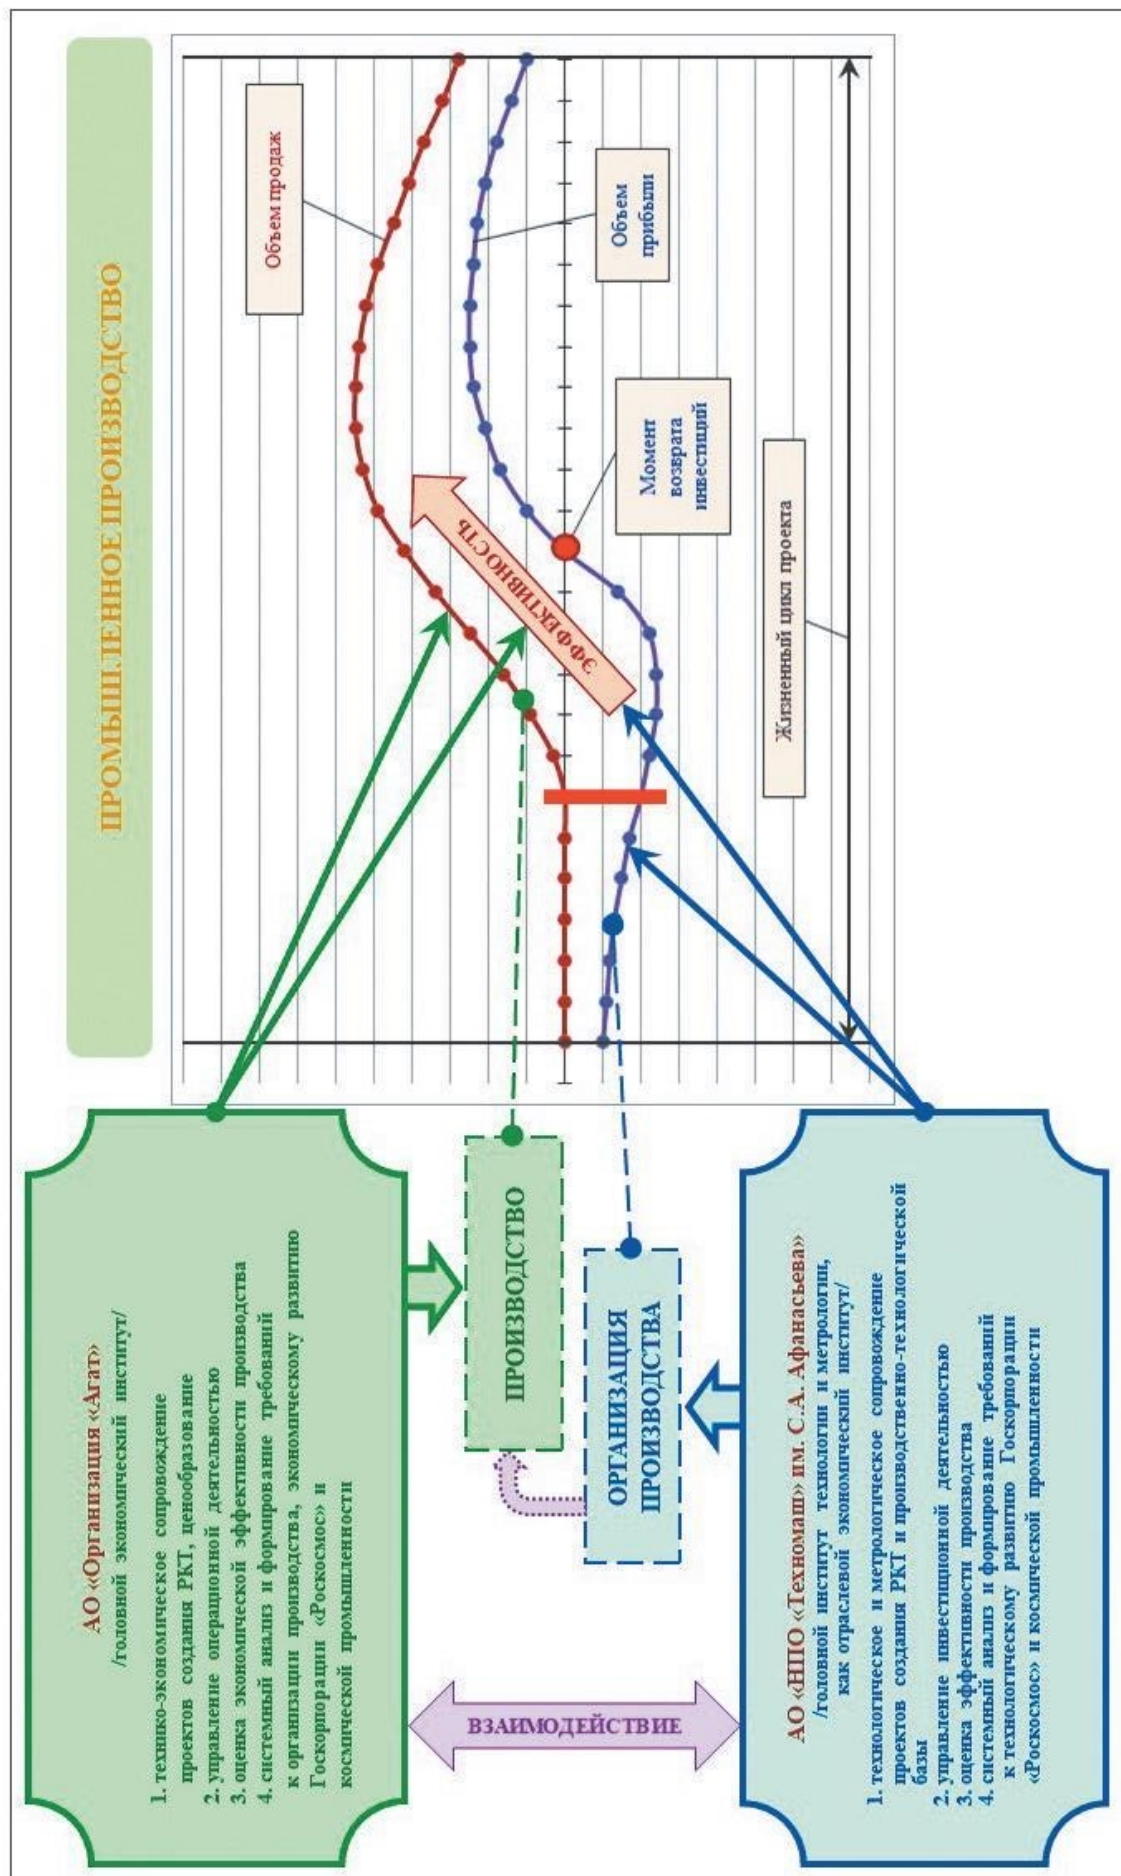 ПРОМЫШЛЕННОЕ ПРОИЗВОДСТВО
АО «Организация «Агат»
/головной экономический институт/
1. технико-экономическое сопровождение
проектов создания РКТ, ценообразование
2. управление операционной деятельностью
3. оценка экономической эффективности производства
4. системный анализ и формирование требований
к организации производства, экономическому развитию
Госкорпорации «Роскосмос» и
космической промышленности
ВЗАИМОДЕЙСТВИЕ
ПРОИЗВОДСТВО
ОРГАНИЗАЦИЯ
ПРОИЗВОДСТВА
АО «НПО «Техномаш» им. С.А. Афанасьева»
/головной институт технологии и метрологии,
как отраслевой экономический институт/
1. технологическое и метрологическое сопровождение
проектов создания РКТ и производственно-технологической
базы
2. управление инвестиционной деятельностью
3. оценка эффективности производства
4. системный анализ и формирование требований
к технологическому развитию Госкорпорации
«Роскосмос» и космической промышленности
Объем продаж
Объем
прибыли
ЭФФЕКТИВНОСТЬ
Момент
возврата
инвестиций
Жизненный цикл проекта